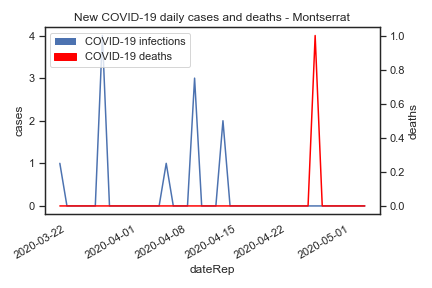 New COVID-19 daily cases and deaths - Montserrat
COVID-19 infections
COVID-19 deaths
4
3
2
1
0
cases
1.0
0.8
0.6
0.4
0.2
0.0
deaths
2020-03-22
2020-04-01
2020-04-08
2020-04-15
2020-04-22
2020-05-01
dateRep